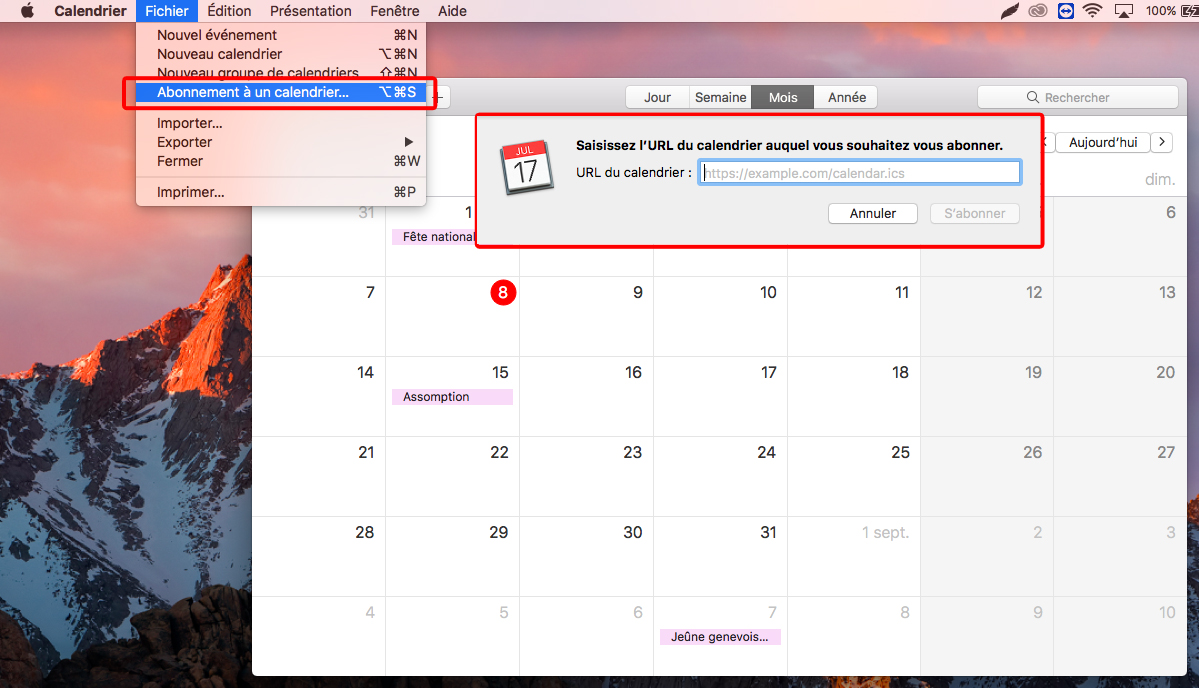 Calendrier Fichier Édition Présentation Fenêtre Aide 100%
Nouvel événement ⌘N
Nouveau calendrier ⌥⌘N
Nouveau groupe de calendriers ⇧⌘N
Abonnement à un calendrier... ⌥⌘S
Importer...
Exporter ▶
Fermer ⌘W
Imprimer... ⌘P
+ Jour Semaine Mois Année Rechercher
Aujourd'hui >
dim.
JUL
17
Saisissez l'URL du calendrier auquel vous souhaitez vous abonner.
URL du calendrier : https://example.com/calendar.ics
Annuler S'abonner
31 1 6
Fête national
7 8 9 10 11 12 13
14 15 16 17 18 19 20
Assomption
21 22 23 24 25 26 27
28 29 30 31 1 sept. 2 3
4 5 6 7 8 9 10
Jeûne genevois...